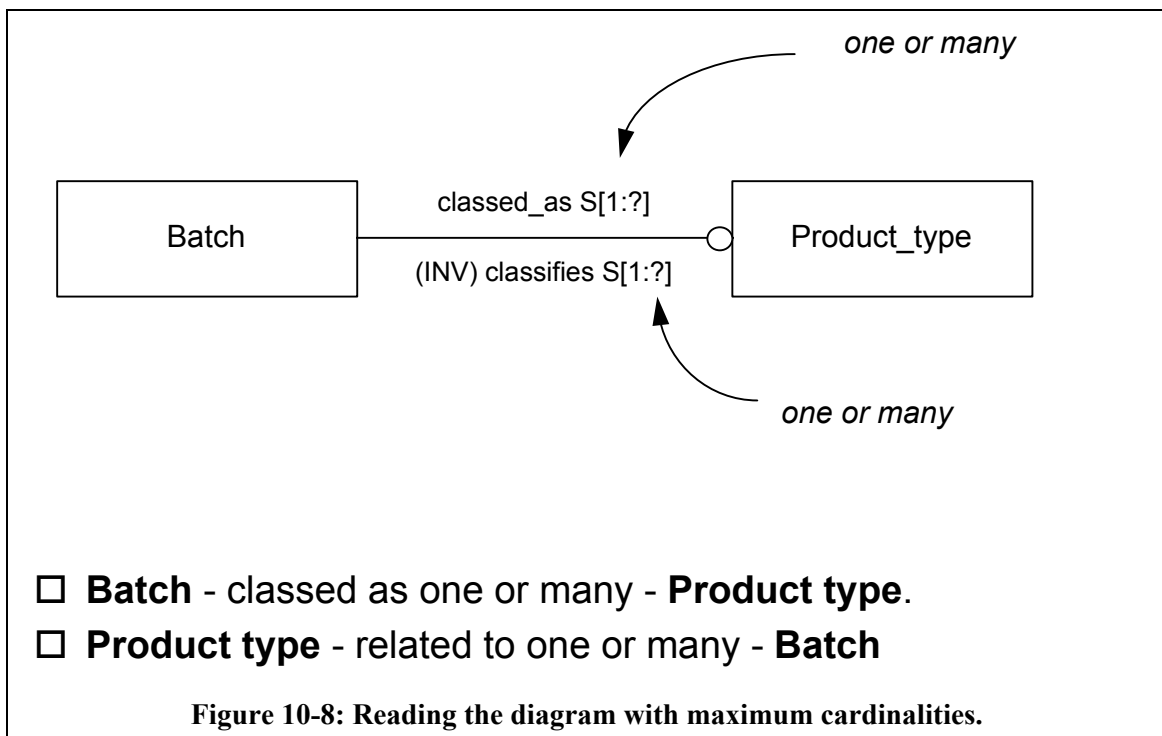 one or many
classed_as S[1:?]
Batch
Product_type
(INV) classifies S[1:?]
one or many
Batch - classed as one or many - Product type.
Product type - related to one or many - Batch
Figure 10-8: Reading the diagram with maximum cardinalities.